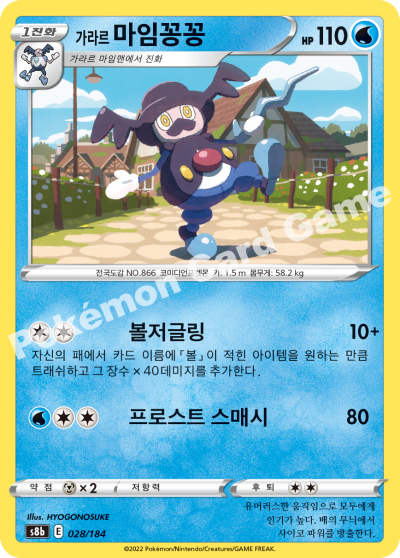 1진화
가라르 마임꽁꽁
HP 110
가라르 마임맨에서 진화
전국도감 NO.866 코미디언포켓몬 키: 1.5 m 몸무게: 58.2 kg
Pokémon Card Game
볼저글링 10+
자신의 패에서 카드 이름에 「볼」이 적힌 아이템을 원하는 만큼
트래쉬하고 그 장수 × 40데미지를 추가한다.
프로스트 스매시 80
약점 ×2 저항력 후퇴
Illus. HYOGONOSUKE
s8b E 028/184
유머러스한 움직임으로 모두에게
인기가 높다. 배의 무늬에서
사이코 파워를 방출한다.
©2022 Pokémon/Nintendo/Creatures/GAME FREAK.